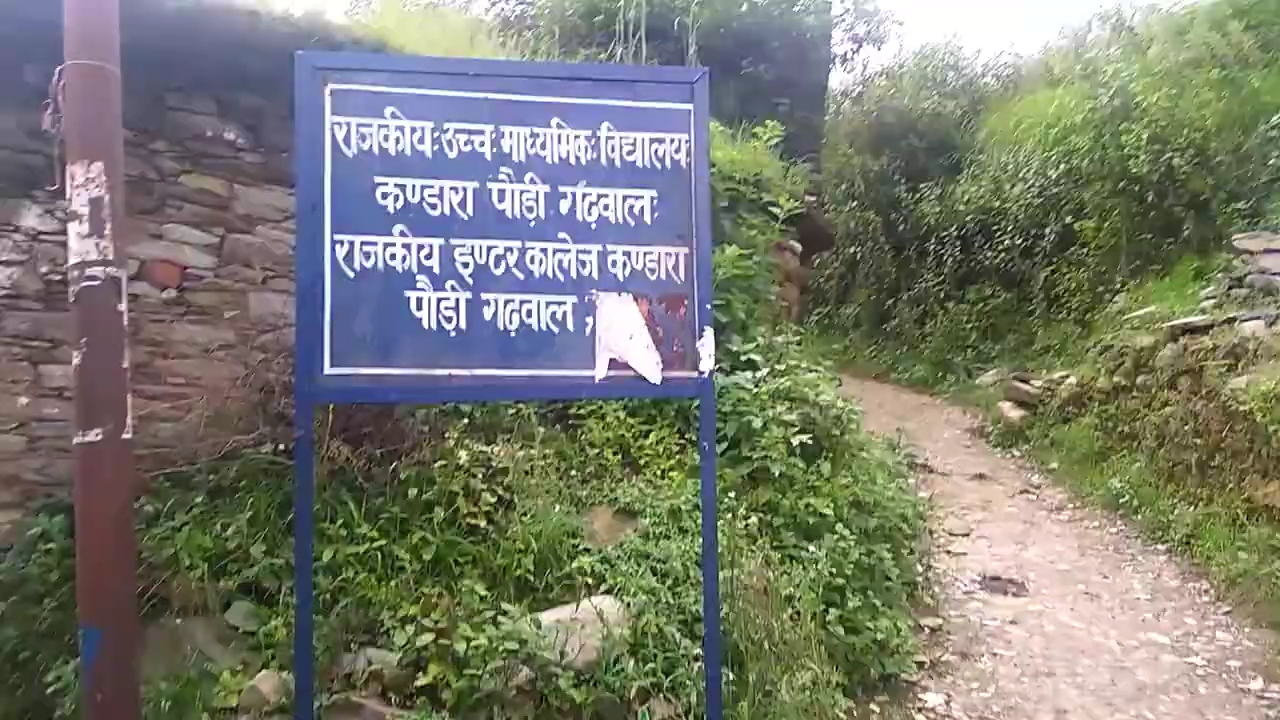 राजकीय: उच्च: माध्यमिक: विद्यालय:
कण्डारा पौड़ी गढ़वाल:
राजकीय इण्टर कालेज कण्डारा
पौड़ी गढ़वाल